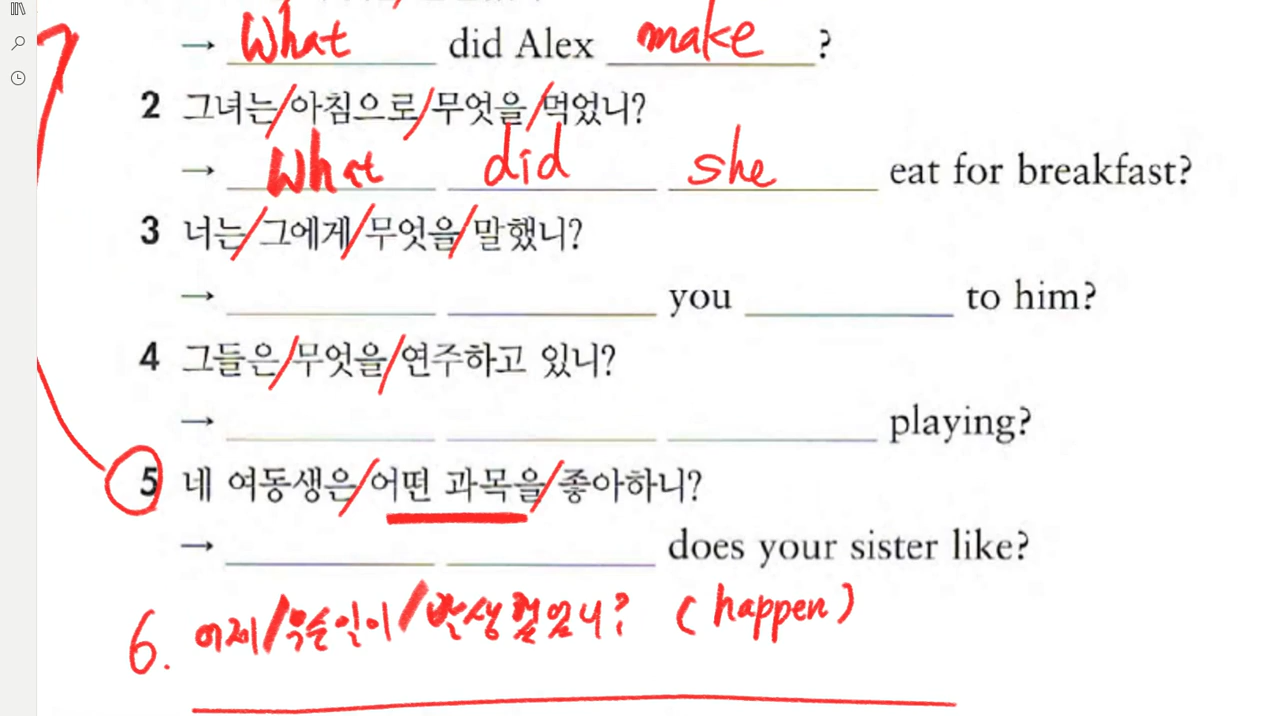 → What did Alex make ?
2 그녀는/아침으로/무엇을/먹었니?
→ What did she eat for breakfast?
3 너는/그에게/무엇을/말했니?
→ you to him?
4 그들은/무엇을/연주하고 있니?
→ playing?
5 네 여동생은/어떤 과목을/좋아하니?
→ does your sister like?
6. 어제/무슨일이/발생했었니? (happen)